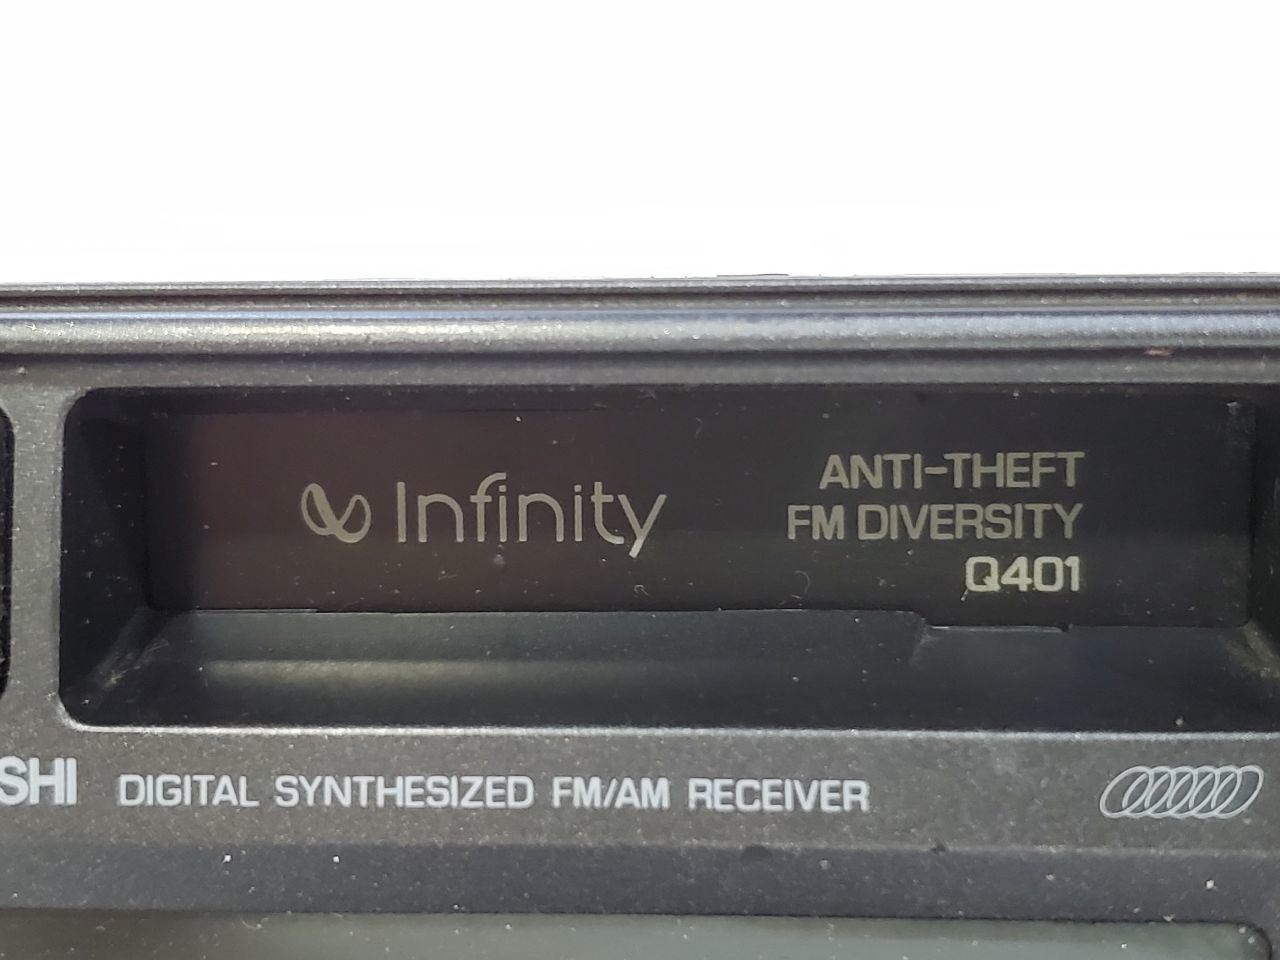 Infinity
ANTI-THEFT
FM DIVERSITY
Q401
SHI DIGITAL SYNTHESIZED FM/AM RECEIVER